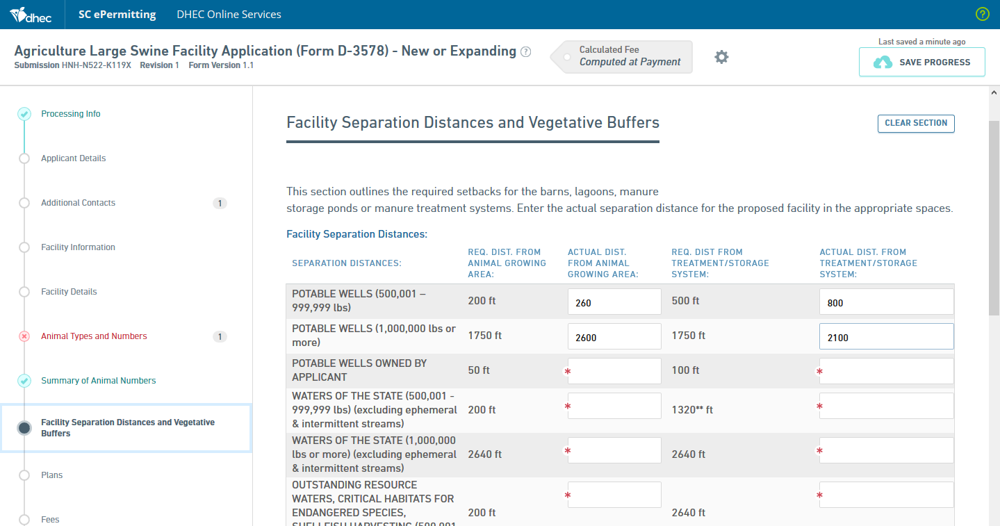 dhec
SC ePermitting
DHEC Online Services
Agriculture Large Swine Facility Application (Form D-3578) - New or Expanding
Submission HNH-N522-K119X Revision 1 Form Version 1.1
Calculated Fee
Computed at Payment
Last saved a minute ago
SAVE PROGRESS
Processing Info
Applicant Details
Additional Contacts 1
Facility Information
Facility Details
Animal Types and Numbers 1
Summary of Animal Numbers
Facility Separation Distances and Vegetative
Buffers
Plans
Fees
Facility Separation Distances and Vegetative Buffers
CLEAR SECTION
This section outlines the required setbacks for the barns, lagoons, manure
storage ponds or manure treatment systems. Enter the actual separation distance for the proposed facility in the appropriate spaces.
Facility Separation Distances:
SEPARATION DISTANCES:
REQ. DIST. FROM
ANIMAL GROWING
AREA:
ACTUAL DIST.
FROM ANIMAL
GROWING AREA:
REQ. DIST FROM
TREATMENT/STORAGE
SYSTEM:
ACTUAL DIST. FROM
TREATMENT/STORAGE
SYSTEM:
POTABLE WELLS (500,001 –
999,999 lbs)
200 ft
260
500 ft
800
POTABLE WELLS (1,000,000 lbs or
more)
1750 ft
2600
1750 ft
2100
POTABLE WELLS OWNED BY
APPLICANT
50 ft
*
100 ft
*
WATERS OF THE STATE (500,001 -
999,999 lbs) (excluding ephemeral
& intermittent streams)
200 ft
*
1320** ft
*
WATERS OF THE STATE (1,000,000
lbs or more) (excluding ephemeral
& intermittent streams)
2640 ft
*
2640 ft
*
OUTSTANDING RESOURCE
WATERS, CRITICAL HABITATS FOR
ENDANGERED SPECIES,
SHELLFISH HARVESTING (500,001
200 ft
*
2640 ft
*